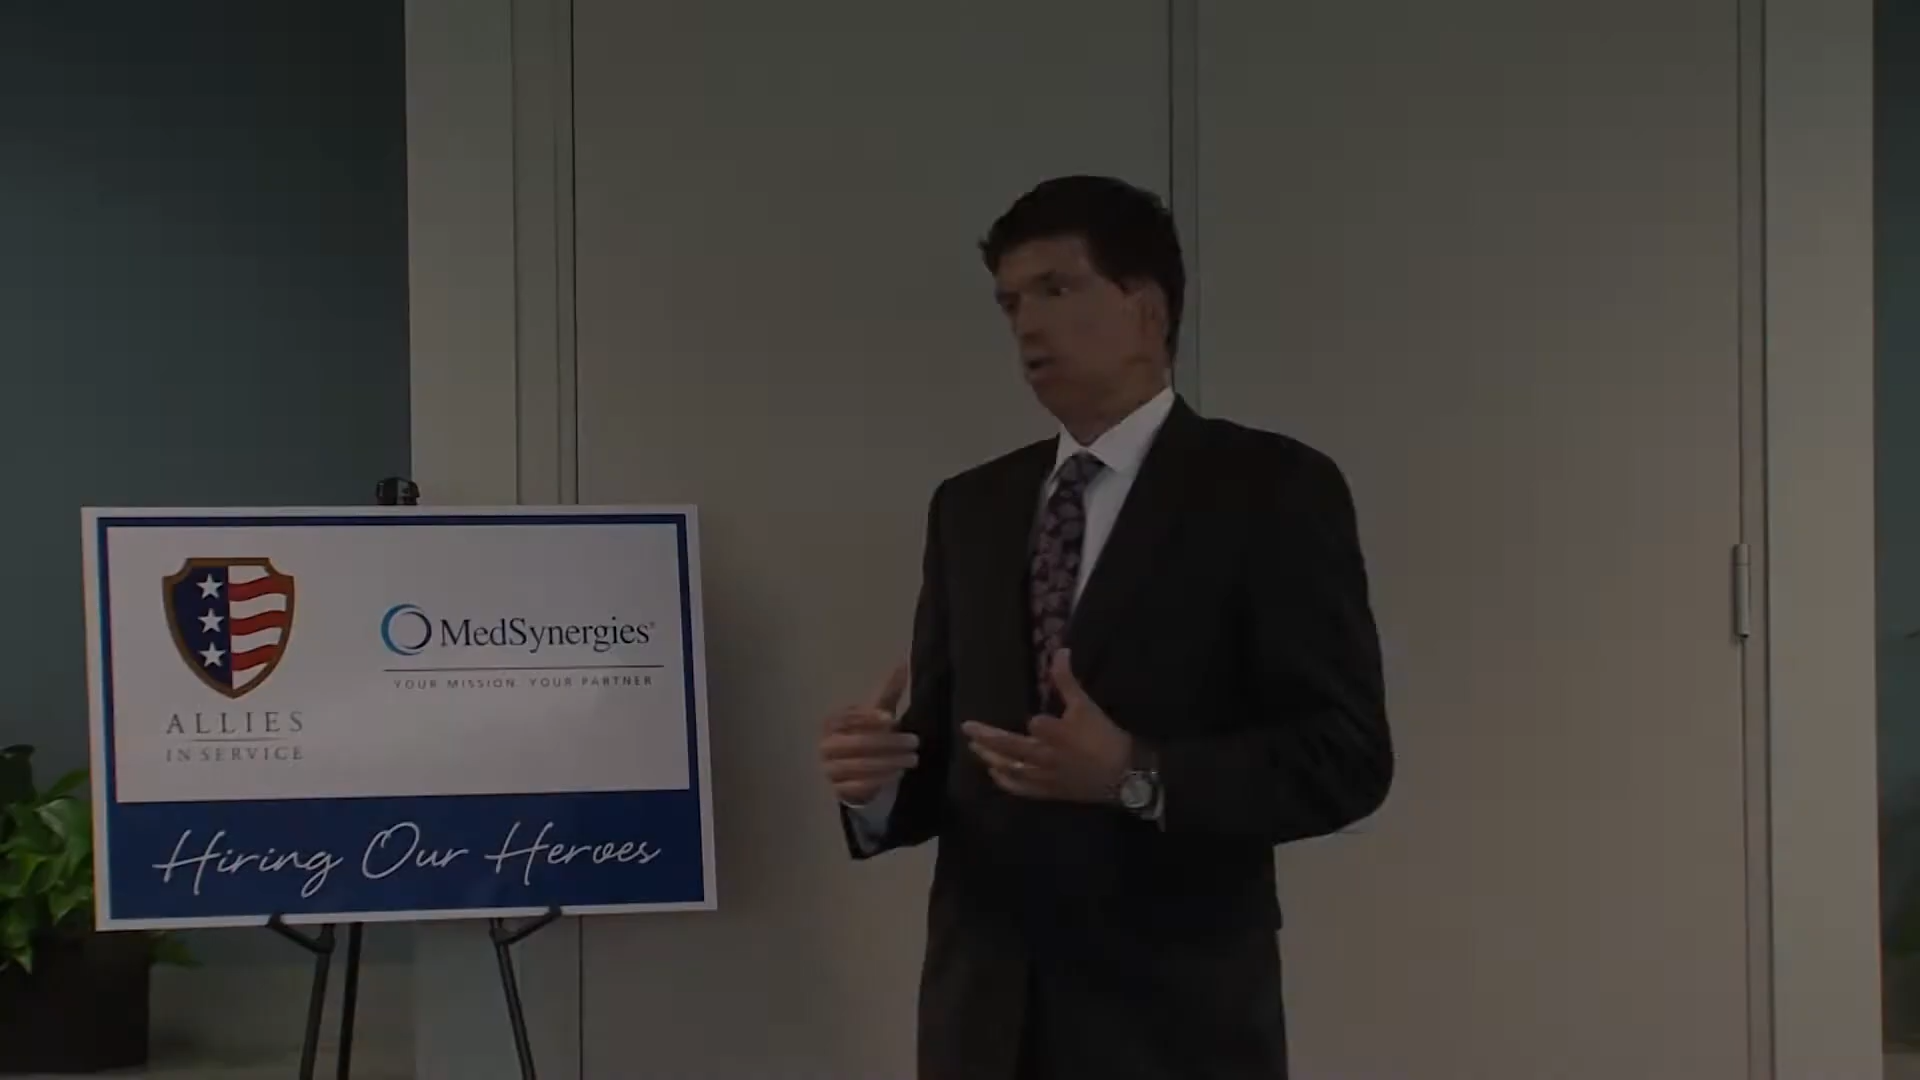 ALLIES
IN SERVICE
MedSynergies®
YOUR MISSION. YOUR PARTNER
Hiring Our Heroes